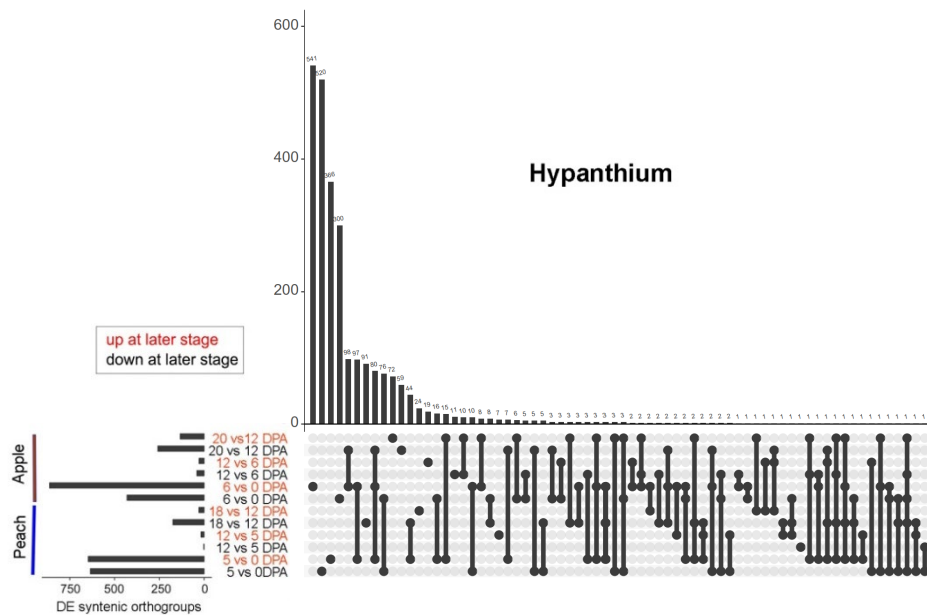 600
541
520
400
366
Hypanthium
300
200
98 97 91 80 76 72 59 44 24 19 16 15 11 10 10 8 8 7 7 6 5 5 5 3 3 3 3 3 3 3 3 3 2 2 2 2 2 2 2 2 2 2 2 2 1 1 1 1 1 1 1 1 1 1 1 1 1 1 1 1 1 1 1 1 1 1
0
up at later stage
down at later stage
Apple
20 vs12 DPA
20 vs 12 DPA
12 vs 6 DPA
12 vs 6 DPA
6 vs 0 DPA
6 vs 0 DPA
Peach
18 vs 12 DPA
18 vs 12 DPA
12 vs 5 DPA
12 vs 5 DPA
5 vs 0 DPA
5 vs 0DPA
750 500 250 0
DE syntenic orthogroups